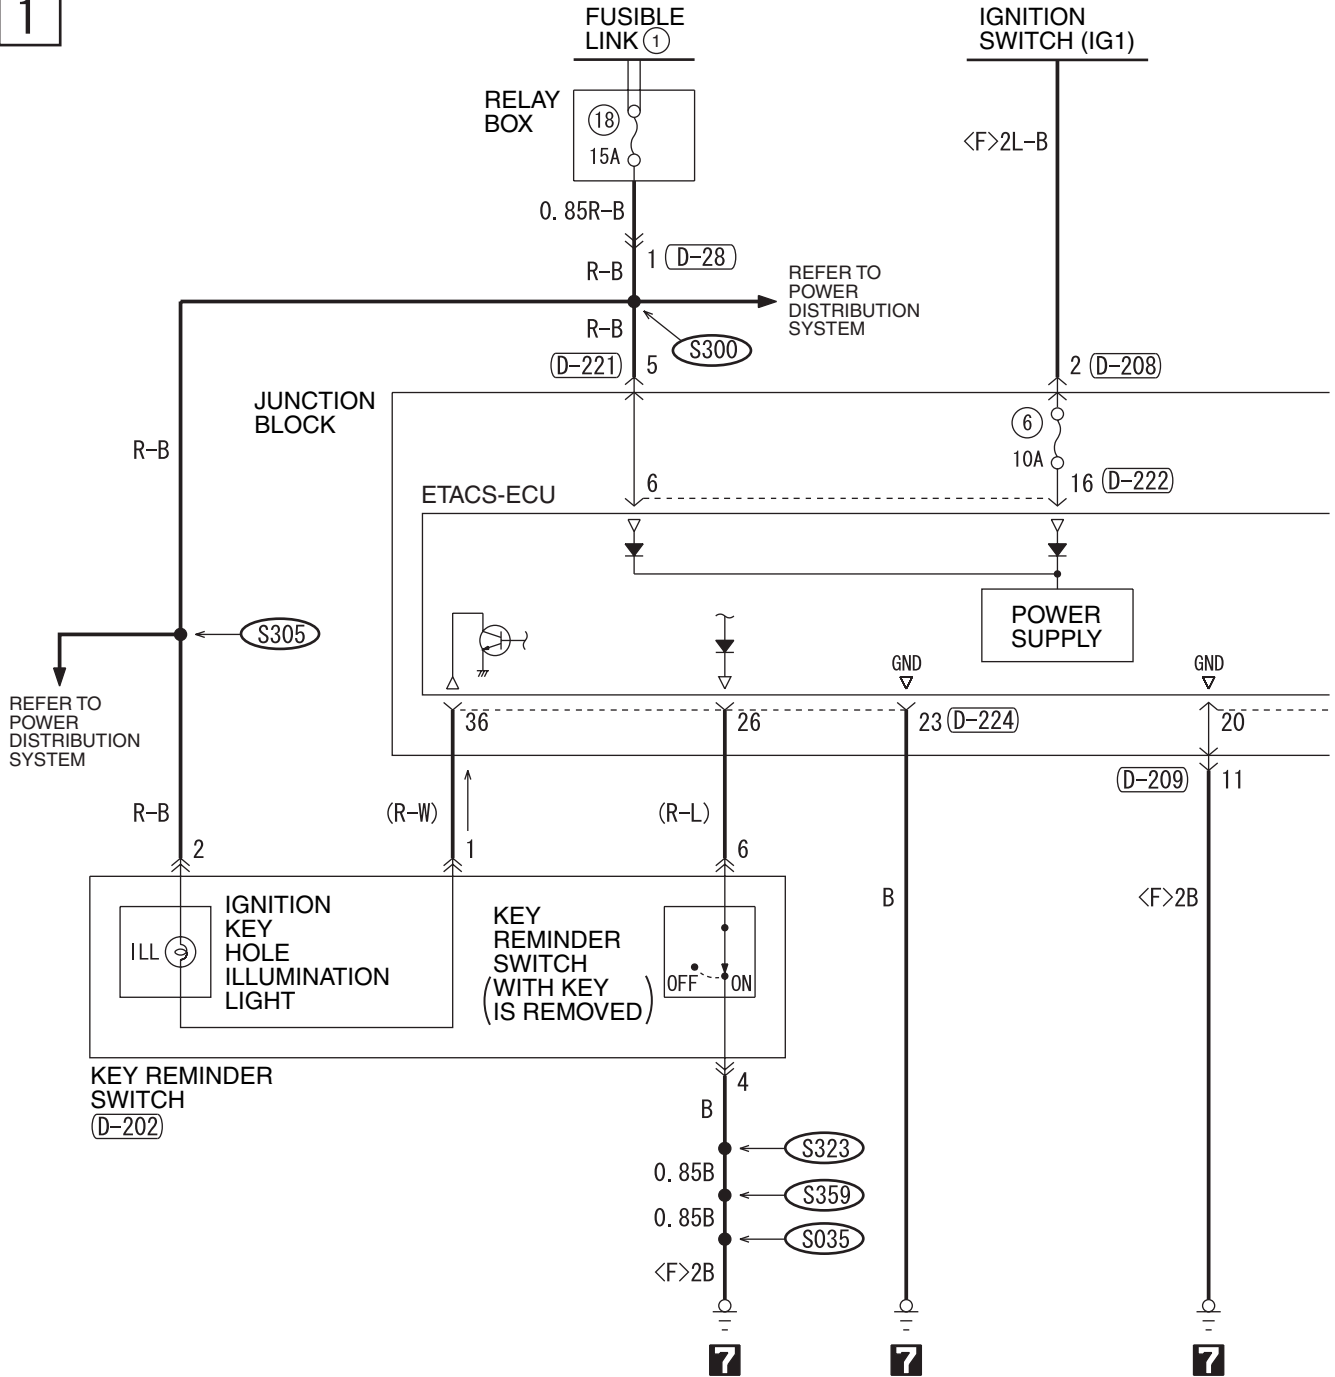 1
FUSIBLE
LINK ①
IGNITION
SWITCH (IG1)
RELAY
BOX
⑱
15A
<F>2L-B
0.85R-B
1 D-28
R-B
REFER TO
POWER
DISTRIBUTION
SYSTEM
R-B
S300
D-221 5
2 D-208
JUNCTION
BLOCK
⑥
10A
R-B
6
16 D-222
ETACS-ECU
POWER
SUPPLY
S305
GND
GND
REFER TO
POWER
DISTRIBUTION
SYSTEM
36
26
23 D-224
20
D-209 11
R-B
(R-W)
(R-L)
2
1
6
B
<F>2B
ILL
IGNITION
KEY
HOLE
ILLUMINATION
LIGHT
KEY
REMINDER
SWITCH
(WITH KEY
IS REMOVED)
OFF ON
KEY REMINDER
SWITCH
D-202
4
B
S323
0.85B
S359
0.85B
S035
<F>2B
7
7
7